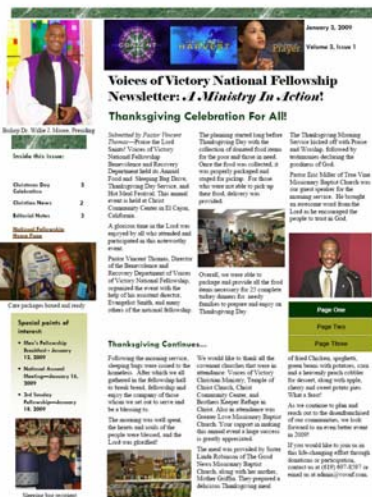 January 3, 2009
Volume 3, Issue 1
Voices of Victory National Fellowship
Newsletter: A Ministry In Action!
Thanksgiving Celebration For All!
Bishop Dr. Willie J. Moore, Presiding
Inside this issue:
Christmas Day
Celebration
Christian News 2
Editorial Notes 3
National Fellowship
Home Page
Care packages boxed and ready
Special points of
interest:
• Men's Fellowship
Breakfast—January
• National Annual
Meeting—January 16,
2009
• 3rd Sunday
Fellowship—January
18, 2009
Submitted by Pastor Vincent
Thomas—Praise the Lord
Saints! Voices of Victory
National Fellowship
Benevolence and Recovery
Department held its Annual
Food and Sleeping Bag Drive,
Thanksgiving Day Service, and
Hot Meal Festival. This annual
event is held at Christ
Community Center in El Cajon,
California.
A glorious time in the Lord was
enjoyed by all who attended and
participated in this noteworthy
event.
Pastor Vincent Thomas, Director
of the Benevolence and
Recovery Department of Voices
of Victory National Fellowship,
organized the event with the
help of his assistant director,
Evangelist Smith, and many
others of the national fellowship.
The planning started long before
Thanksgiving Day with the
collection of donated food items
for the poor and those in need.
Once the food was collected, it
was properly packaged and
staged for pickup. For those
who were not able to pick up
their food, delivery was
provided.
Overall, we were able to
package and provide all the food
items necessary for 25 complete
turkey dinners for needy
families to prepare and enjoy on
Thanksgiving Day.
The Thanksgiving Morning
Service kicked off with Praise
and Worship, followed by
testimonies declaring the
goodness of God.
Pastor Eric Miller of True Vine
Missionary Baptist Church was
our guest speaker for the
morning service. He brought
an awesome word from the
Lord as he encouraged the
people to trust in God.
Page One
Page Two
Page Three
Thanksgiving Continues...
Following the morning service,
sleeping bags were issued to the
homeless. After which we all
gathered in the fellowship hall
to break bread, fellowship and
enjoy the company of those
whom we set out to serve and
be a blessing to.
The morning was well spent,
the hearts and souls of the
people were blessed, and the
Lord was glorified!
We would like to thank all the
covenant churches that were in
attendance: Voices of Victory
Christian Ministry, Temple of
Christ Church, Christ
Community Center, and
Brothers Keeper Refuge in
Christ. Also in attendance was
Greater Love Missionary Baptist
Church. Your support in making
this annual event a huge success
is greatly appreciated.
The meal was provided by Sister
Linda Robinson of The Good
News Missionary Baptist
Church, along with her mother,
Mother Griffin. They prepared a
delicious Thanksgiving meal
of fried Chicken, spaghetti,
green beans with potatoes, corn
and a heavenly peach cobbler
for dessert, along with apple,
cherry and sweet potato pies.
What a feast!
As we continue to plan and
reach out to the disenfranchised
of our communities, we look
forward to an even better event
in 2009!
If you would like to join us in
this life-changing effort through
donations or participation,
Sleeping bag recipient